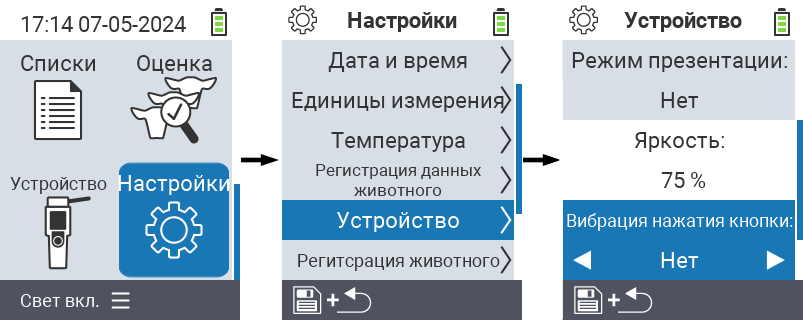 17:14 07-05-2024
Списки
Оценка
Устройство
Настройки
Свет вкл.
Настройки
Дата и время
Единицы измерения
Температура
Регистрация данных
животного
Устройство
Регитсрация животного
+
Устройство
Режим презентации:
Нет
Яркость:
75 %
Вибрация нажатия кнопки:
Нет
+